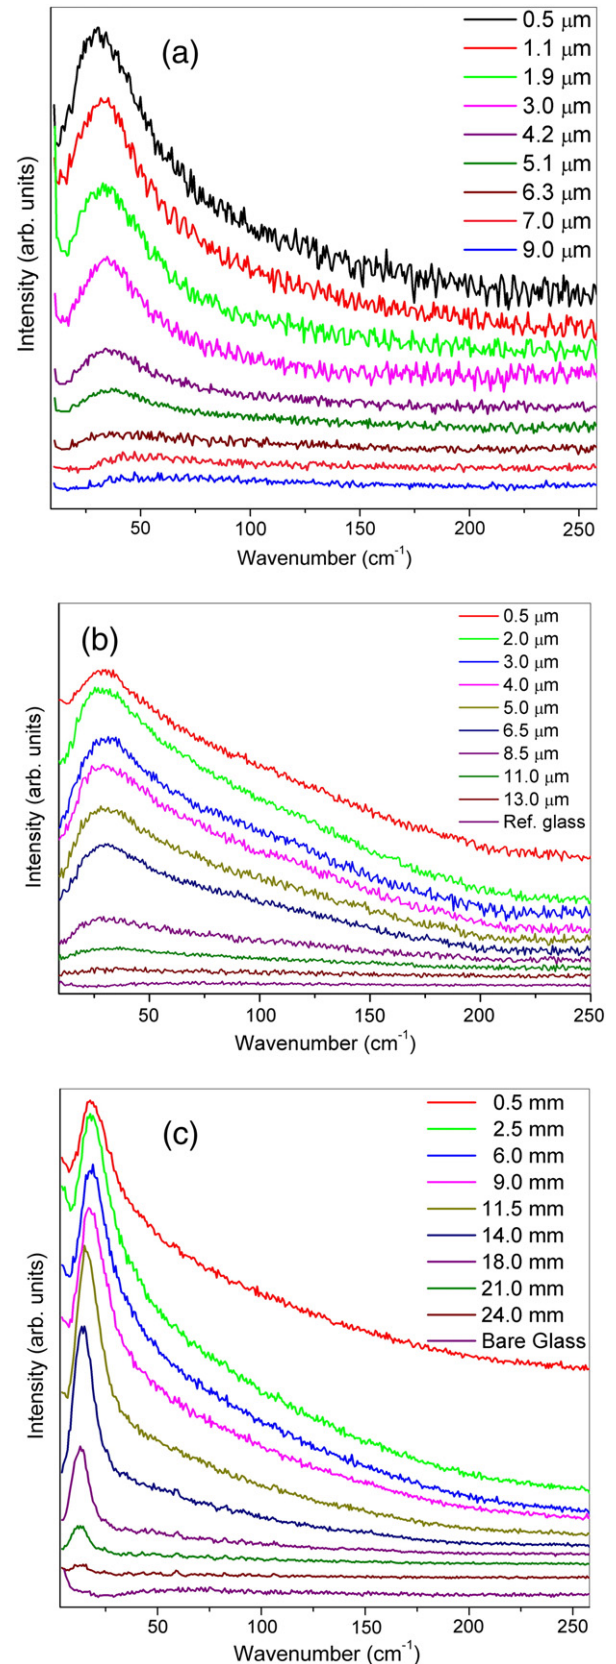 (a)
0.5 μm
1.1 μm
1.9 μm
3.0 μm
4.2 μm
5.1 μm
6.3 μm
7.0 μm
9.0 μm
Intensity (arb. units)
50 100 150 200 250
Wavenumber (cm⁻¹)
(b)
0.5 μm
2.0 μm
3.0 μm
4.0 μm
5.0 μm
6.5 μm
8.5 μm
11.0 μm
13.0 μm
Ref. glass
Intensity (arb. units)
50 100 150 200 250
Wavenumber (cm⁻¹)
(c)
0.5 mm
2.5 mm
6.0 mm
9.0 mm
11.5 mm
14.0 mm
18.0 mm
21.0 mm
24.0 mm
Bare Glass
Intensity (arb. units)
50 100 150 200 250
Wavenumber (cm⁻¹)